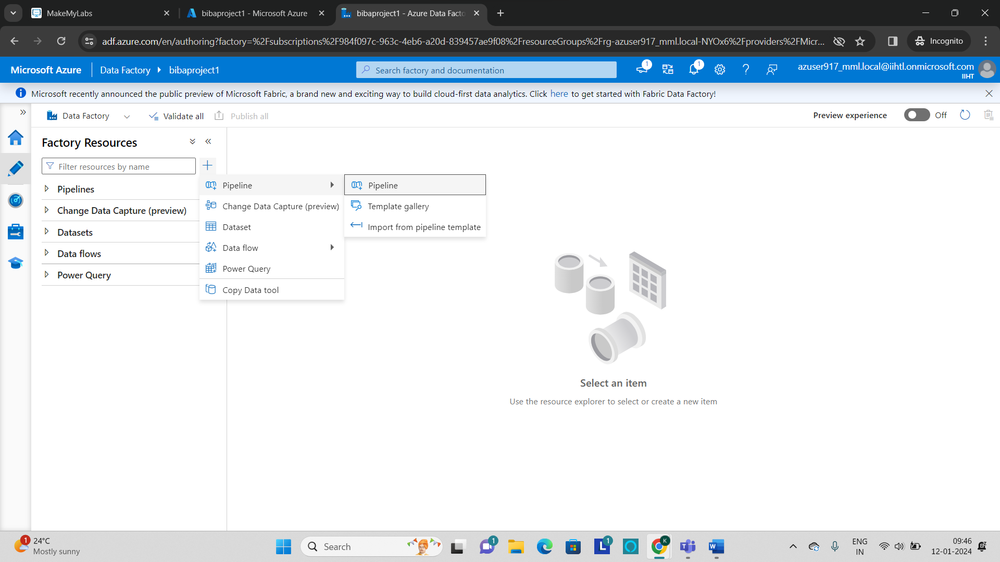 MakeMyLabs
bibaproject1 - Microsoft Azure
bibaproject1 - Azure Data Facto
adf.azure.com/en/authoring?factory=%2Fsubscriptions%2F984f097c-963c-4eb6-a20d-839457ae9f08%2FresourceGroups%2Frg-azuser917_mml.local-NYOx6%2Fproviders%2FMicr...
Incognito
Microsoft Azure
Data Factory
bibaproject1
Search factory and documentation
1
1
azuser917_mml.local@iihtl.onmicrosoft.com
IIHT
Microsoft recently announced the public preview of Microsoft Fabric, a brand new and exciting way to build cloud-first data analytics. Click here to get started with Fabric Data Factory!
Data Factory
Validate all
Publish all
Preview experience
Off
Factory Resources
Filter resources by name
Pipelines
Change Data Capture (preview)
Datasets
Data flows
Power Query
Pipeline
Change Data Capture (preview)
Dataset
Data flow
Power Query
Copy Data tool
Pipeline
Template gallery
Import from pipeline template
Select an item
Use the resource explorer to select or create a new item
1
24°C
Mostly sunny
Search
1
L
1
K
ENG
IN
09:46
12-01-2024